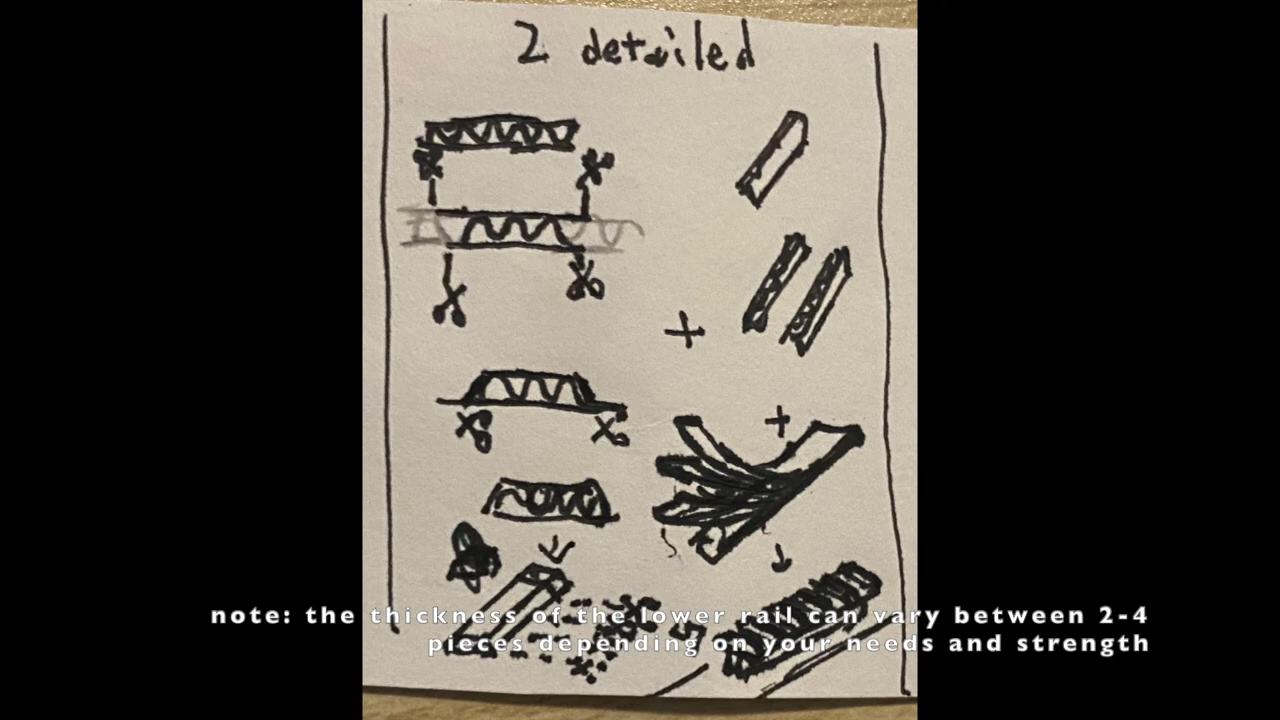 2 detailed
note: the thickness of the lower rail can vary between 2-4
pieces depending on your needs and strength